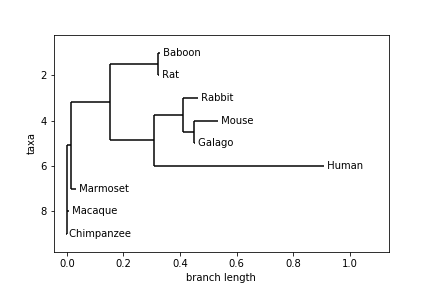 Baboon
Rat
Rabbit
Mouse
Galago
Human
Marmoset
Macaque
Chimpanzee
taxa
2
4
6
8
0.0 0.2 0.4 0.6 0.8 1.0
branch length